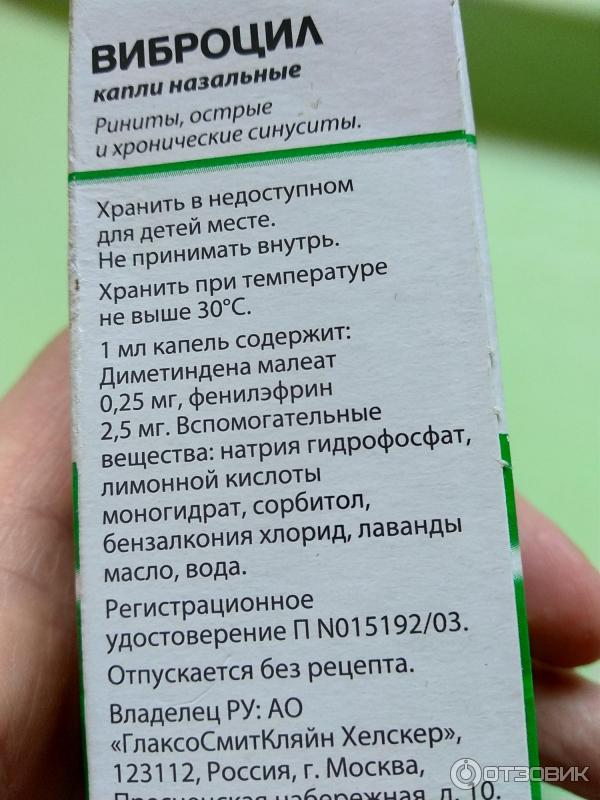 ВИБРОЦИЛ
капли назальные
Риниты, острые
и хронические синуситы.
Хранить в недоступном
для детей месте.
Не принимать внутрь.
Хранить при температуре
не выше 30°С.
1 мл капель содержит:
Диметиндена малеат
0,25 мг, фенилэфрин
2,5 мг. Вспомогательные
вещества: натрия гидрофосфат,
лимонной кислоты
моногидрат, сорбитол,
бензалкония хлорид, лаванды
масло, вода.
Регистрационное
удостоверение П N015192/03.
Отпускается без рецепта.
Владелец РУ: АО
«ГлаксоСмитКляйн Хелскер»,
123112, Россия, г. Москва,
Пресненская набережная, д. 10.
ОТЗОВИК